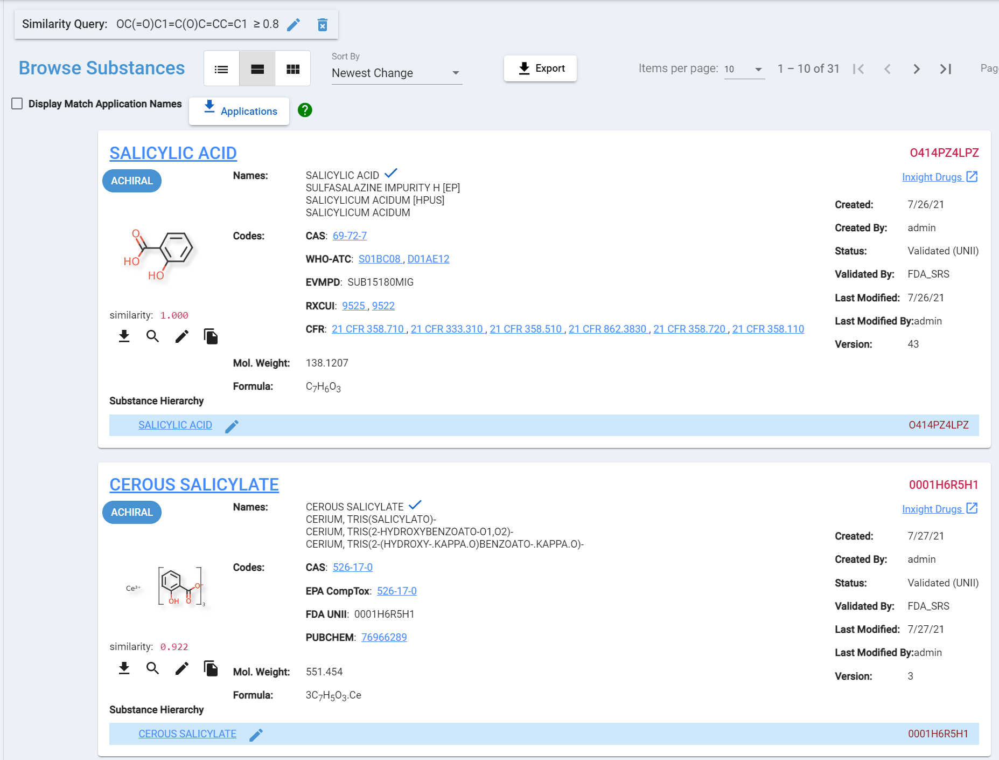 Similarity Query: OC(=O)C1=C(O)C=CC=C1 ≥ 0.8
Browse Substances
Sort By
Newest Change
Export
Items per page: 10
1 – 10 of 31
Pag
Display Match Application Names
Applications
?
SALICYLIC ACID
O414PZ4LPZ
ACHIRAL
Names: SALICYLIC ACID
SULFASALAZINE IMPURITY H [EP]
SALICYLICUM ACIDUM [HPUS]
SALICYLICUM ACIDUM
Inxight Drugs
Codes: CAS: 69-72-7
WHO-ATC: S01BC08 , D01AE12
EVMPD: SUB15180MIG
RXCUI: 9525 , 9522
CFR: 21 CFR 358.710 , 21 CFR 333.310 , 21 CFR 358.510 , 21 CFR 862.3830 , 21 CFR 358.720 , 21 CFR 358.110
O
HO
HO
similarity: 1.000
Mol. Weight: 138.1207
Formula: C7H6O3
Created: 7/26/21
Created By: admin
Status: Validated (UNII)
Validated By: FDA_SRS
Last Modified: 7/26/21
Last Modified By:admin
Version: 43
Substance Hierarchy
SALICYLIC ACID O414PZ4LPZ
CEROUS SALICYLATE
0001H6R5H1
ACHIRAL
Names: CEROUS SALICYLATE
CERIUM, TRIS(SALICYLATO)-
CERIUM, TRIS(2-HYDROXYBENZOATO-O1,O2)-
CERIUM, TRIS(2-(HYDROXY-.KAPPA.O)BENZOATO-.KAPPA.O)-
Inxight Drugs
Codes: CAS: 526-17-0
EPA CompTox: 526-17-0
FDA UNII: 0001H6R5H1
PUBCHEM: 76966289
Ce³⁺
O⁻
OH O
3
similarity: 0.922
Mol. Weight: 551.454
Formula: 3C7H5O3.Ce
Created: 7/27/21
Created By: admin
Status: Validated (UNII)
Validated By: FDA_SRS
Last Modified: 7/27/21
Last Modified By:admin
Version: 3
Substance Hierarchy
CEROUS SALICYLATE 0001H6R5H1